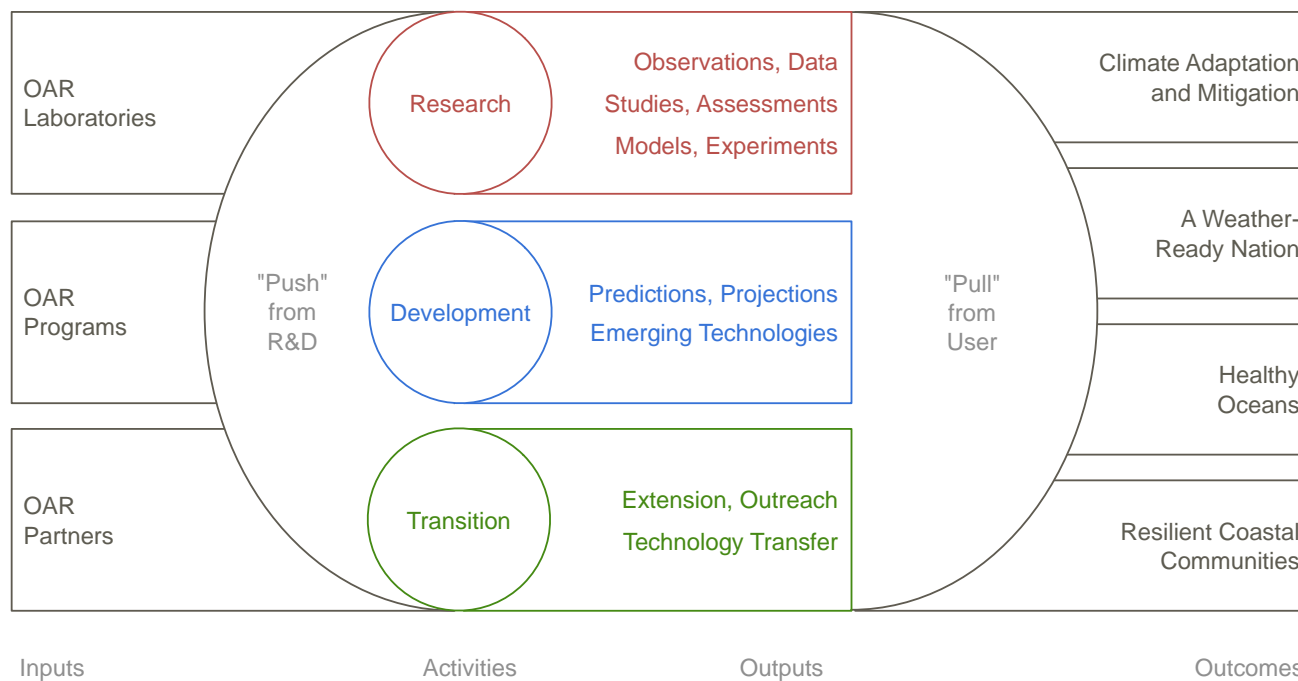 OAR
Laboratories
OAR
Programs
OAR
Partners
"Push"
from
R&D
Research
Development
Transition
Observations, Data
Studies, Assessments
Models, Experiments
Predictions, Projections
Emerging Technologies
Extension, Outreach
Technology Transfer
"Pull"
from
User
Climate Adaptation
and Mitigation
A Weather-
Ready Nation
Healthy
Oceans
Resilient Coastal
Communities
Inputs
Activities
Outputs
Outcomes